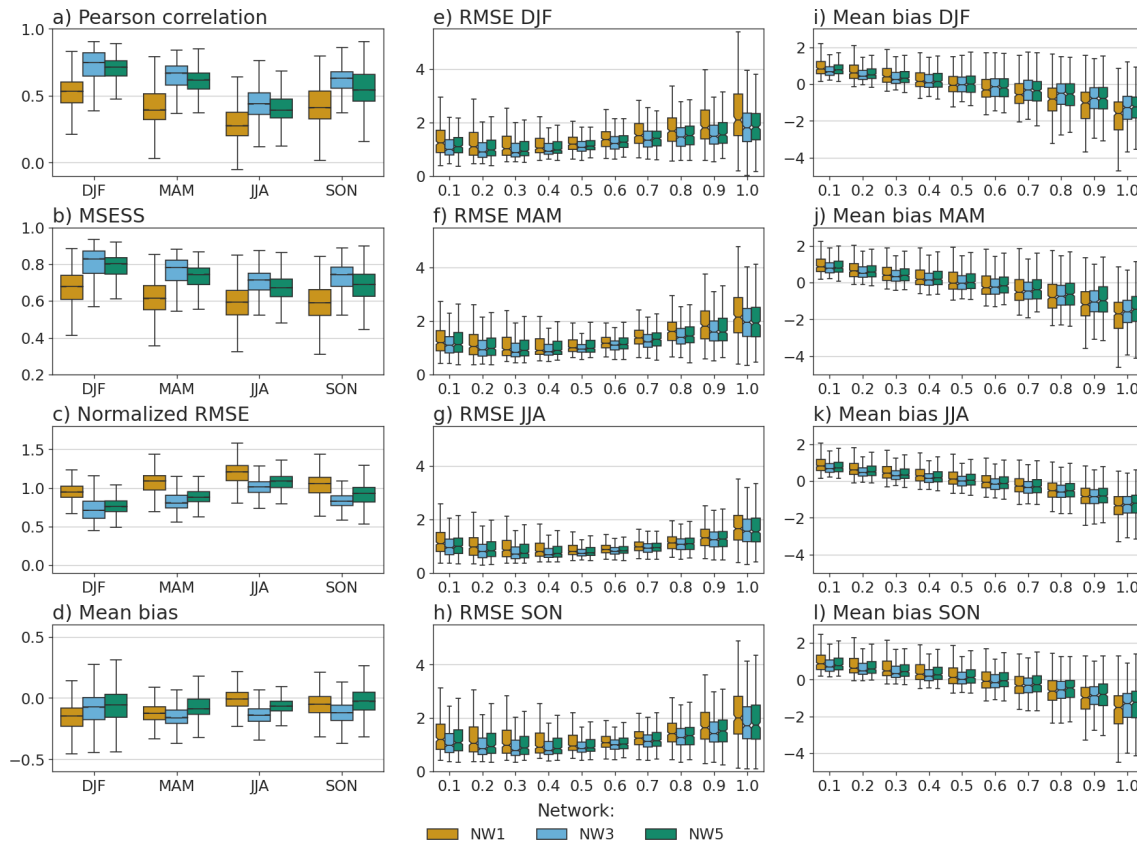 a) Pearson correlation
1.0
0.5
0.0
DJF MAM JJA SON
b) MSESS
1.0
0.8
0.6
0.4
0.2
DJF MAM JJA SON
c) Normalized RMSE
1.5
1.0
0.5
0.0
DJF MAM JJA SON
d) Mean bias
0.5
0.0
−0.5
DJF MAM JJA SON
e) RMSE DJF
4
2
0
0.1 0.2 0.3 0.4 0.5 0.6 0.7 0.8 0.9 1.0
f) RMSE MAM
4
2
0
0.1 0.2 0.3 0.4 0.5 0.6 0.7 0.8 0.9 1.0
g) RMSE JJA
4
2
0
0.1 0.2 0.3 0.4 0.5 0.6 0.7 0.8 0.9 1.0
h) RMSE SON
4
2
0
0.1 0.2 0.3 0.4 0.5 0.6 0.7 0.8 0.9 1.0
i) Mean bias DJF
2
0
−2
−4
0.1 0.2 0.3 0.4 0.5 0.6 0.7 0.8 0.9 1.0
j) Mean bias MAM
2
0
−2
−4
0.1 0.2 0.3 0.4 0.5 0.6 0.7 0.8 0.9 1.0
k) Mean bias JJA
2
0
−2
−4
0.1 0.2 0.3 0.4 0.5 0.6 0.7 0.8 0.9 1.0
l) Mean bias SON
2
0
−2
−4
0.1 0.2 0.3 0.4 0.5 0.6 0.7 0.8 0.9 1.0
Network:
NW1 NW3 NW5